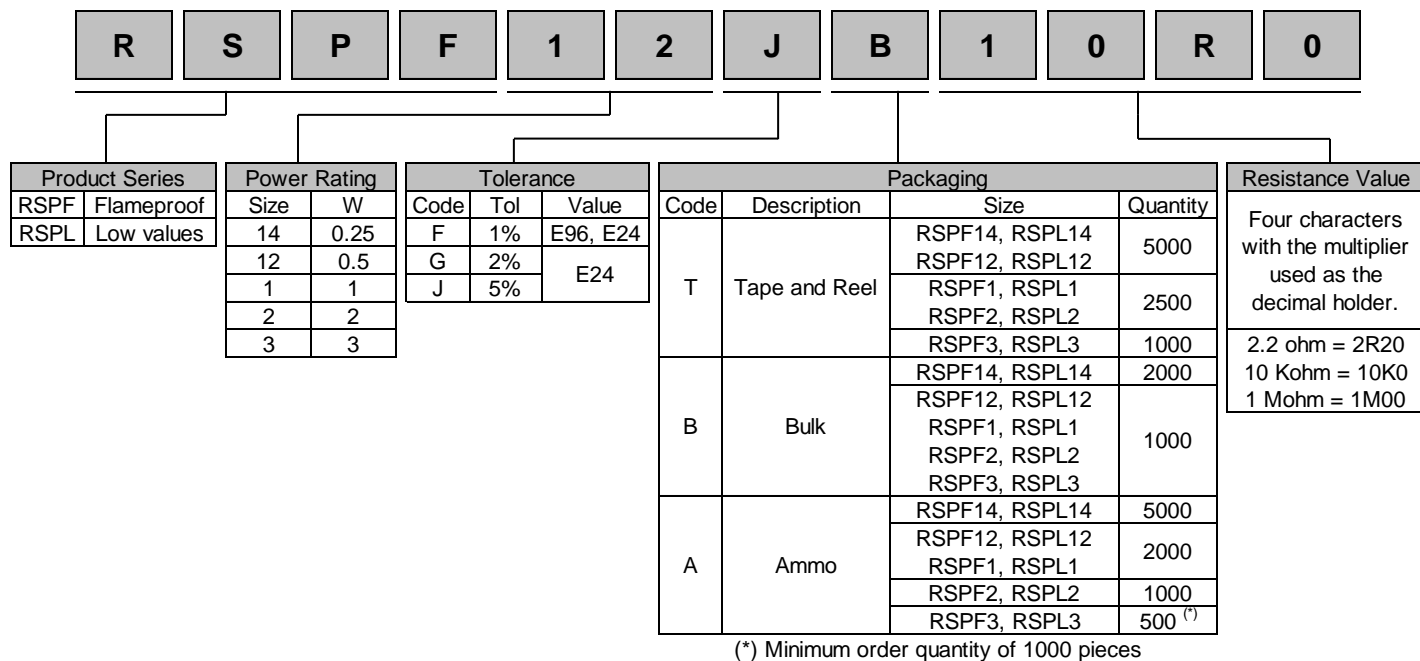 R S P F 1 2 J B 1 0 R 0
Product Series
RSPF Flameproof
RSPL Low values
Power Rating
Size W
14 0.25
12 0.5
1 1
2 2
3 3
Tolerance
Code Tol Value
F 1% E96, E24
G 2% E24
J 5%
Packaging
Code Description Size Quantity
T Tape and Reel
RSPF14, RSPL14
RSPF12, RSPL12
5000
RSPF1, RSPL1
RSPF2, RSPL2
2500
RSPF3, RSPL3 1000
B Bulk
RSPF14, RSPL14 2000
RSPF12, RSPL12
RSPF1, RSPL1
RSPF2, RSPL2
RSPF3, RSPL3
1000
A Ammo
RSPF14, RSPL14 5000
RSPF12, RSPL12
RSPF1, RSPL1
2000
RSPF2, RSPL2 1000
RSPF3, RSPL3 500 (*)
(*) Minimum order quantity of 1000 pieces
Resistance Value
Four characters
with the multiplier
used as the
decimal holder.
2.2 ohm = 2R20
10 Kohm = 10K0
1 Mohm = 1M00